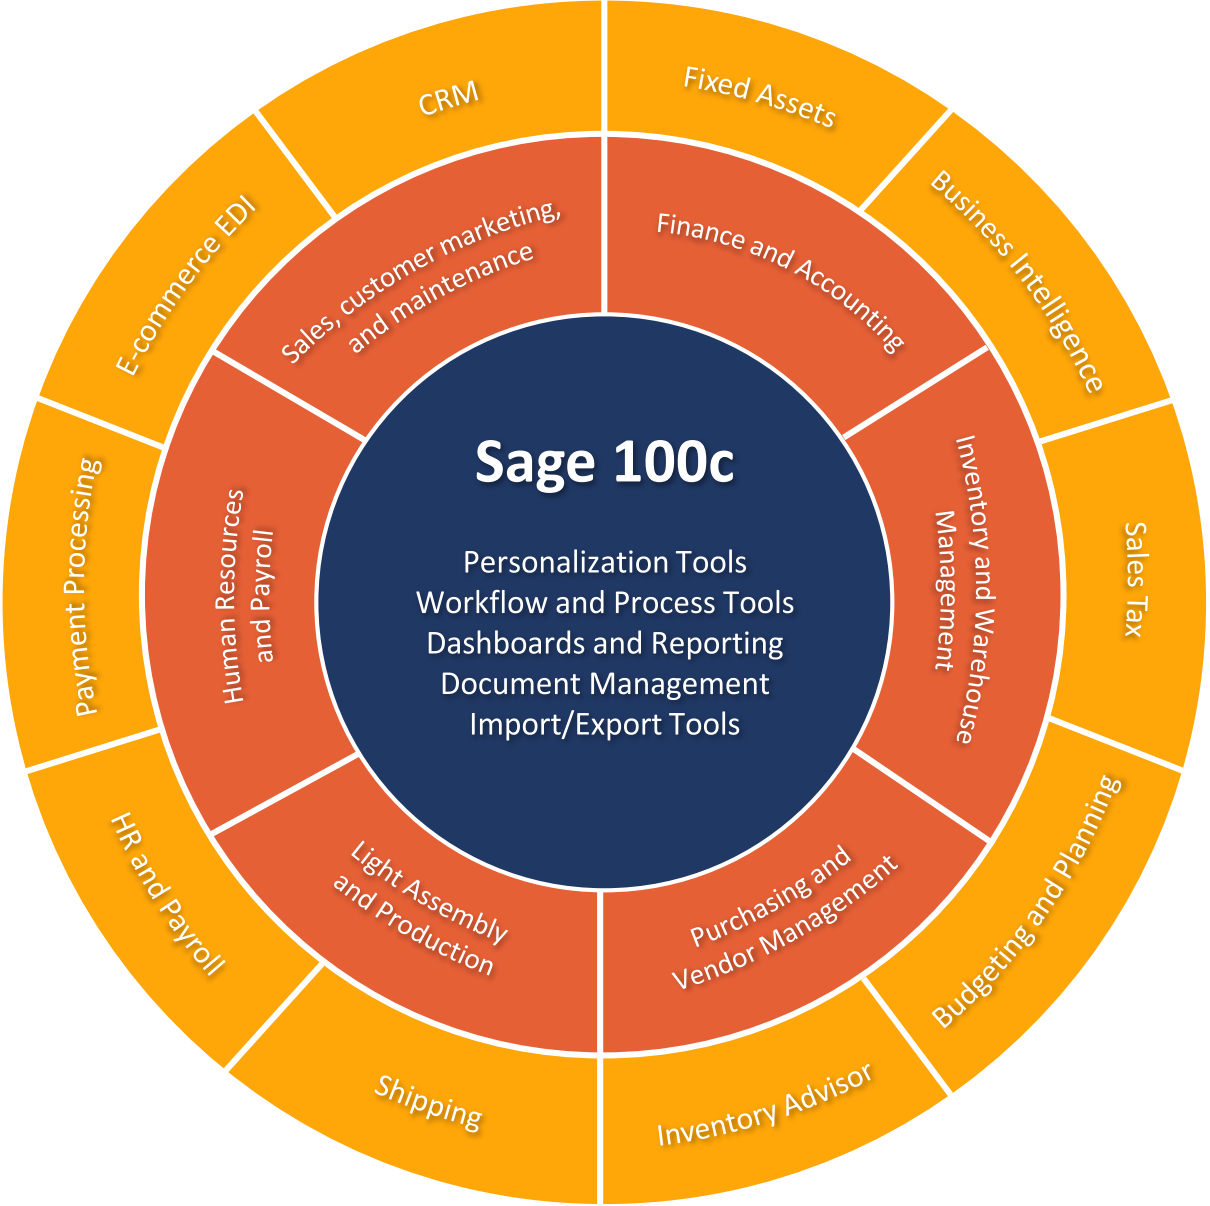 Sage 100c
Personalization Tools
Workflow and Process Tools
Dashboards and Reporting
Document Management
Import/Export Tools
Finance and Accounting
Inventory and Warehouse
Management
Purchasing and
Vendor Management
Light Assembly
and Production
Human Resources
and Payroll
Sales, customer marketing,
and maintenance
Fixed Assets
Business Intelligence
Sales Tax
Budgeting and Planning
Inventory Advisor
Shipping
HR and Payroll
Payment Processing
E-commerce EDI
CRM